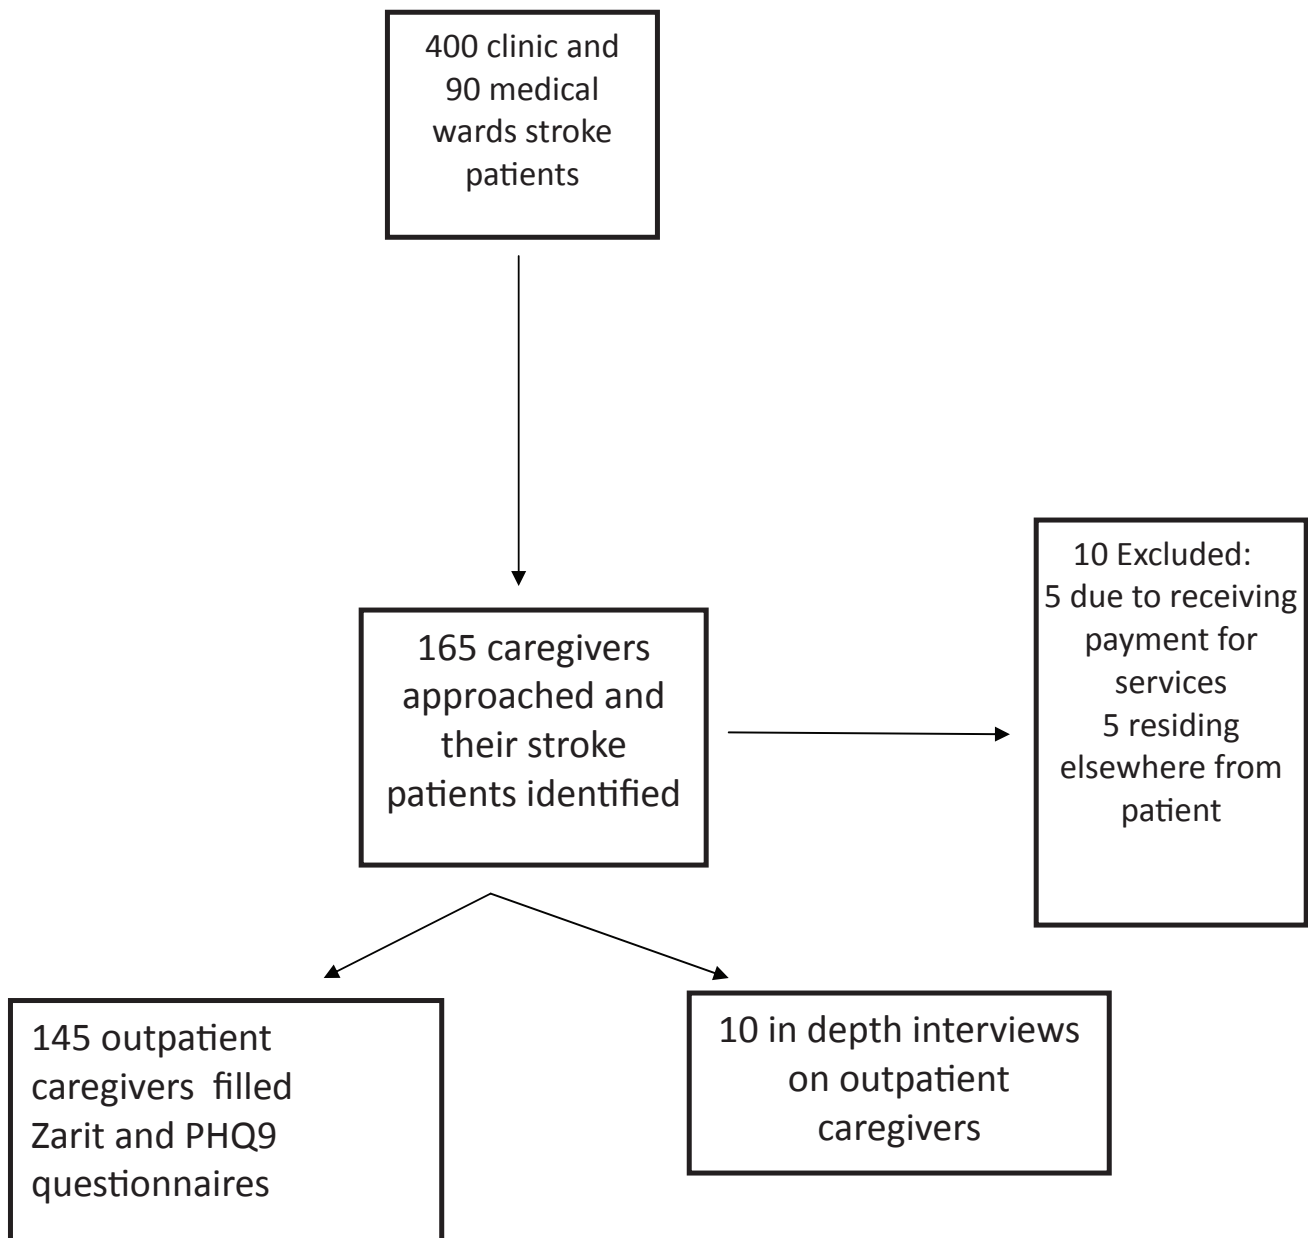 400 clinic and
90 medical
wards stroke
patients
165 caregivers
approached and
their stroke
patients identified
10 Excluded:
5 due to receiving
payment for
services
5 residing
elsewhere from
patient
145 outpatient
caregivers filled
Zarit and PHQ9
questionnaires
10 in depth interviews
on outpatient
caregivers